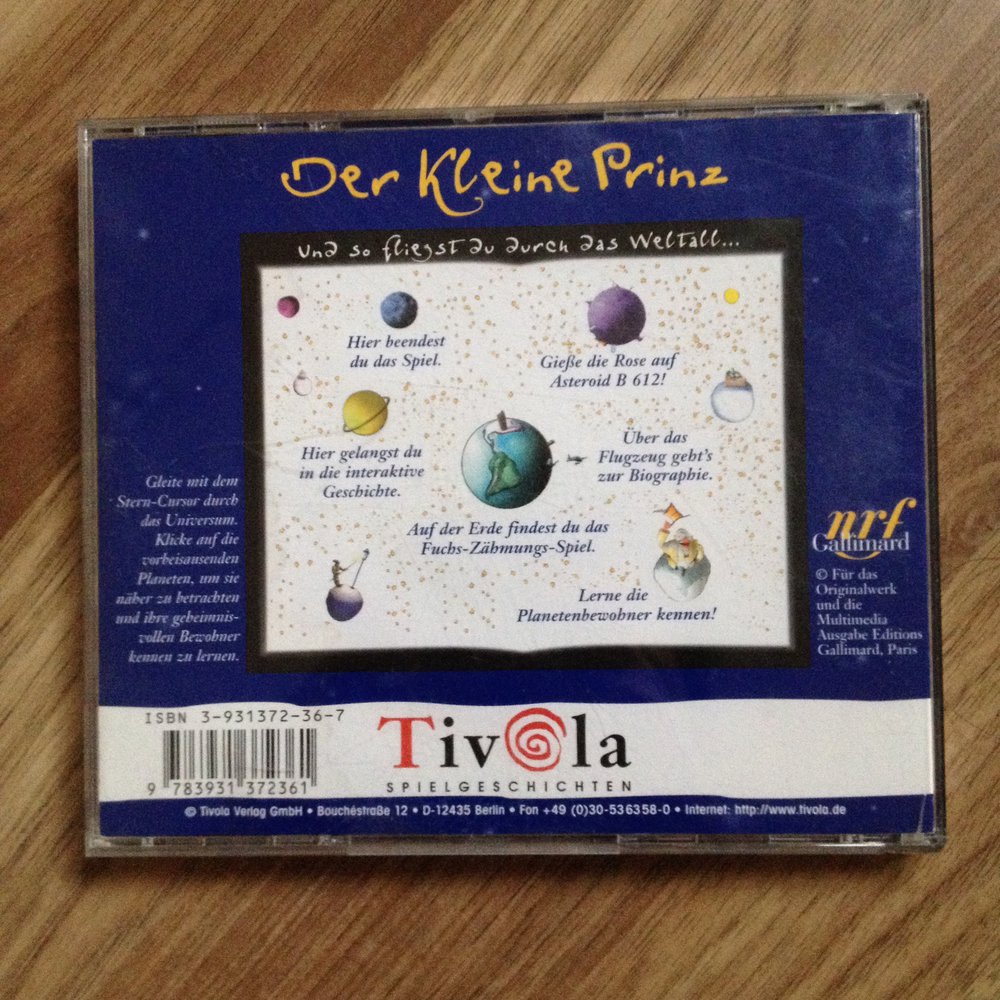 Der Kleine Prinz
Und so fliegst du durch das Weltall...
Hier beendest
du das Spiel.
Gieße die Rose auf
Asteroid B 612!
Hier gelangst du
in die interaktive
Geschichte.
Über das
Flugzeug geht's
zur Biographie.
Auf der Erde findest du das
Fuchs-Zähmungs-Spiel.
Lerne die
Planetenbewohner kennen!
Gleite mit dem
Stern-Cursor durch
das Universum.
Klicke auf die
vorbeisausenden
Planeten, um sie
näher zu betrachten
und ihre geheimnis-
vollen Bewohner
kennen zu lernen.
nrf
Gallimard
© Für das
Originalwerk
und die
Multimedia
Ausgabe Editions
Gallimard, Paris
ISBN 3-931372-36-7
9 783931 372361
Tivola
SPIELGESCHICHTEN
© Tivola Verlag GmbH • Bouchéstraße 12 • D-12435 Berlin • Fon +49 (0)30-536358-0 • Internet: http://www.tivola.de